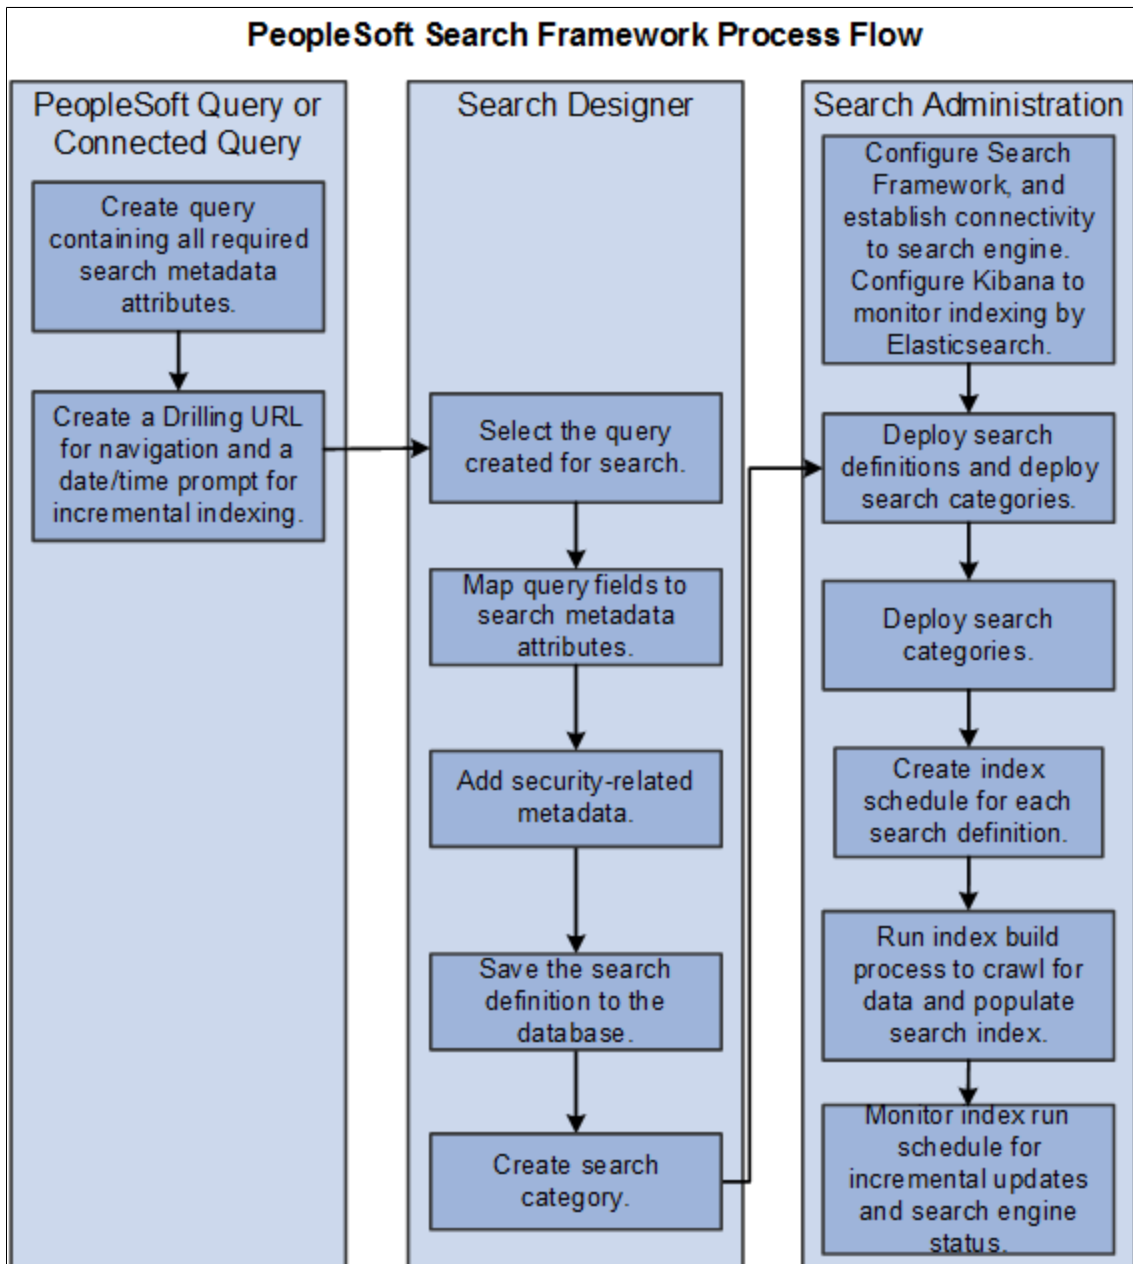 PeopleSoft Search Framework Process Flow
PeopleSoft Query or
Connected Query
Create query
containing all required
search metadata
attributes.
Create a Drilling URL
for navigation and a
date/time prompt for
incremental indexing.
Search Designer
Select the query
created for search.
Map query fields to
search metadata
attributes.
Add security-related
metadata.
Save the search
definition to the
database.
Create search
category.
Search Administration
Configure Search
Framework, and
establish connectivity
to search engine.
Configure Kibana to
monitor indexing by
Elasticsearch.
Deploy search
definitions and deploy
search categories.
Deploy search
categories.
Create index
schedule for each
search definition.
Run index build
process to crawl for
data and populate
search index.
Monitor index run
schedule for
incremental updates
and search engine
status.